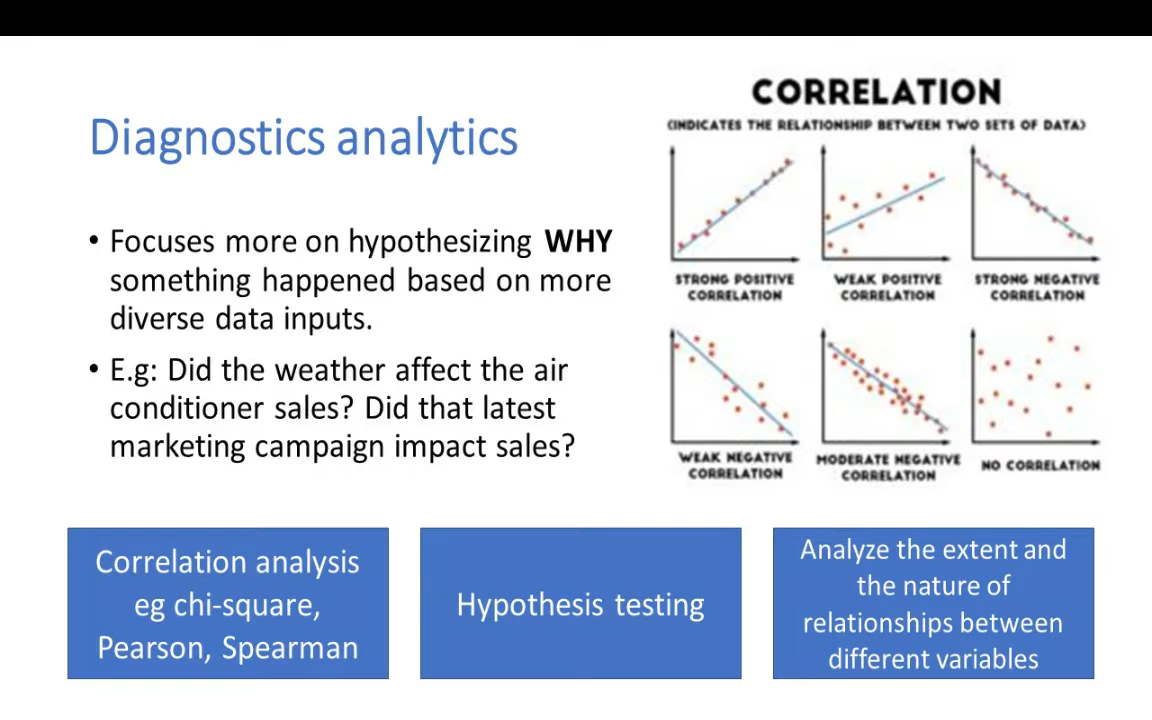 Diagnostics analytics
• Focuses more on hypothesizing WHY
something happened based on more
diverse data inputs.
• E.g: Did the weather affect the air
conditioner sales? Did that latest
marketing campaign impact sales?
CORRELATION
(INDICATES THE RELATIONSHIP BETWEEN TWO SETS OF DATA)
STRONG POSITIVE
CORRELATION
WEAK POSITIVE
CORRELATION
STRONG NEGATIVE
CORRELATION
WEAK NEGATIVE
CORRELATION
MODERATE NEGATIVE
CORRELATION
NO CORRELATION
Correlation analysis
eg chi-square,
Pearson, Spearman
Hypothesis testing
Analyze the extent and
the nature of
relationships between
different variables